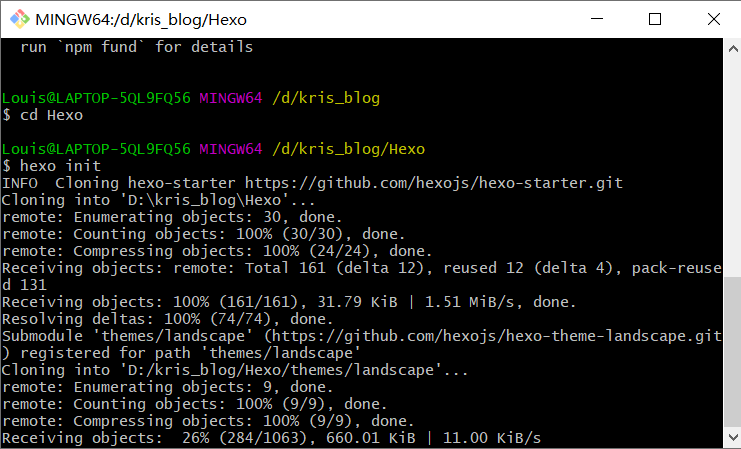 MINGW64:/d/kris_blog/Hexo
run `npm fund` for details
Louis@LAPTOP-5QL9FQ56 MINGW64 /d/kris_blog
$ cd Hexo
Louis@LAPTOP-5QL9FQ56 MINGW64 /d/kris_blog/Hexo
$ hexo init
INFO  Cloning hexo-starter https://github.com/hexojs/hexo-starter.git
Cloning into 'D:\kris_blog\Hexo'...
remote: Enumerating objects: 30, done.
remote: Counting objects: 100% (30/30), done.
remote: Compressing objects: 100% (24/24), done.
Receiving objects: remote: Total 161 (delta 12), reused 12 (delta 4), pack-reuse
d 131
Receiving objects: 100% (161/161), 31.79 KiB | 1.51 MiB/s, done.
Resolving deltas: 100% (74/74), done.
Submodule 'themes/landscape' (https://github.com/hexojs/hexo-theme-landscape.git
) registered for path 'themes/landscape'
Cloning into 'D:/kris_blog/Hexo/themes/landscape'...
remote: Enumerating objects: 9, done.
remote: Counting objects: 100% (9/9), done.
remote: Compressing objects: 100% (9/9), done.
Receiving objects:  26% (284/1063), 660.01 KiB | 11.00 KiB/s